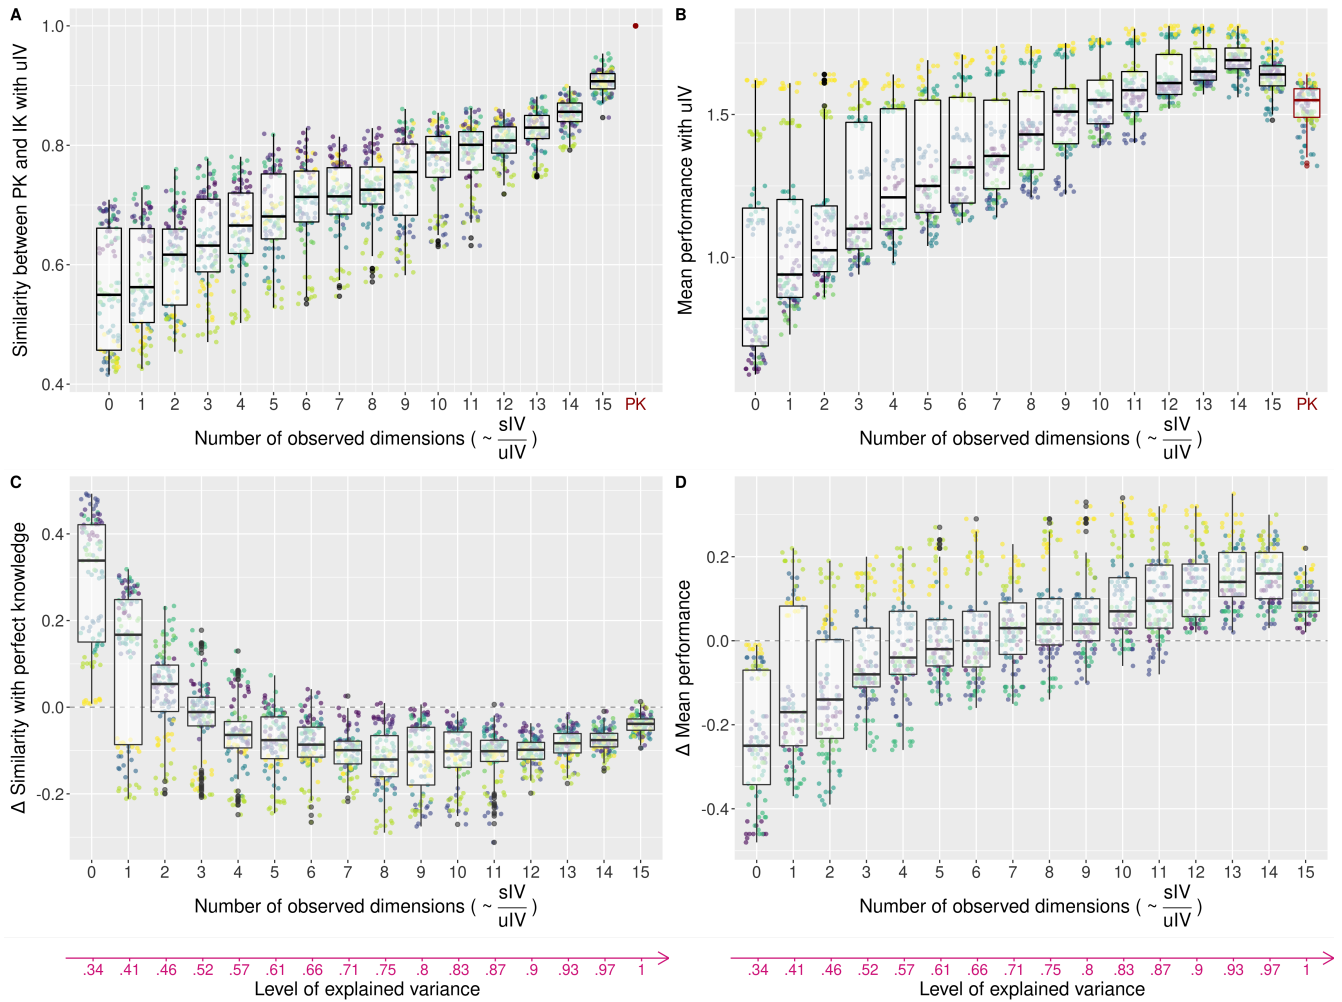 A
Similarity between PK and IK with uIV
1.0
0.8
0.6
0.4
0 1 2 3 4 5 6 7 8 9 10 11 12 13 14 15 PK
Number of observed dimensions ( ~ sIV
uIV )
B
Mean performance with uIV
1.5
1.0
0 1 2 3 4 5 6 7 8 9 10 11 12 13 14 15 PK
Number of observed dimensions ( ~ sIV
uIV )
C
Δ Similarity with perfect knowledge
0.4
0.2
0.0
-0.2
0 1 2 3 4 5 6 7 8 9 10 11 12 13 14 15
Number of observed dimensions ( ~ sIV
uIV )
D
Δ Mean performance
0.2
0.0
-0.2
-0.4
0 1 2 3 4 5 6 7 8 9 10 11 12 13 14 15
Number of observed dimensions ( ~ sIV
uIV )
.34 .41 .46 .52 .57 .61 .66 .71 .75 .8 .83 .87 .9 .93 .97 1
Level of explained variance
.34 .41 .46 .52 .57 .61 .66 .71 .75 .8 .83 .87 .9 .93 .97 1
Level of explained variance